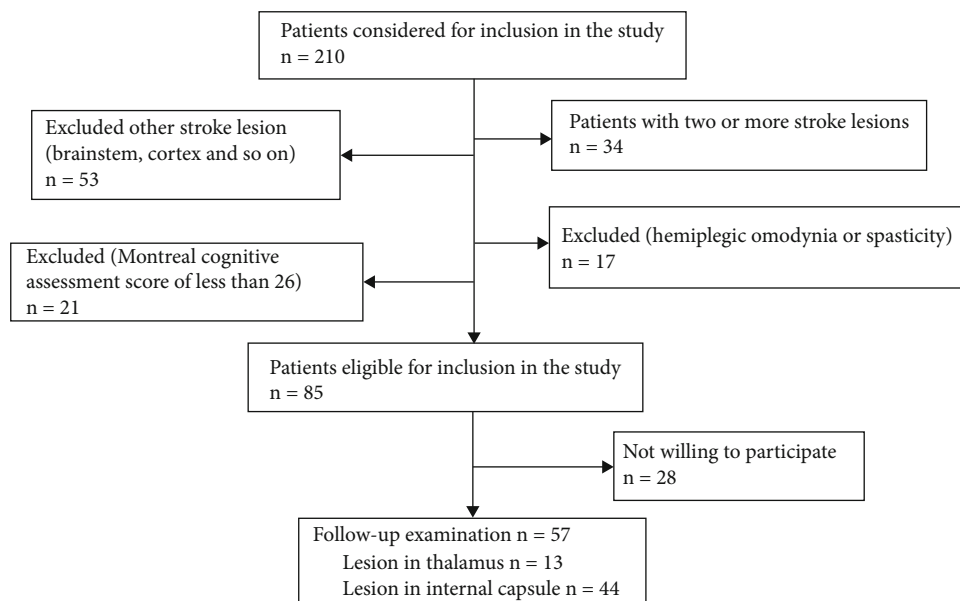 Patients considered for inclusion in the study
n = 210
Patients with two or more stroke lesions
n = 34
Excluded other stroke lesion
(brainstem, cortex and so on)
n = 53
Excluded (hemiplegic omodynia or spasticity)
n = 17
Excluded (Montreal cognitive
assessment score of less than 26)
n = 21
Patients eligible for inclusion in the study
n = 85
Not willing to participate
n = 28
Follow-up examination n = 57
Lesion in thalamus n = 13
Lesion in internal capsule n = 44